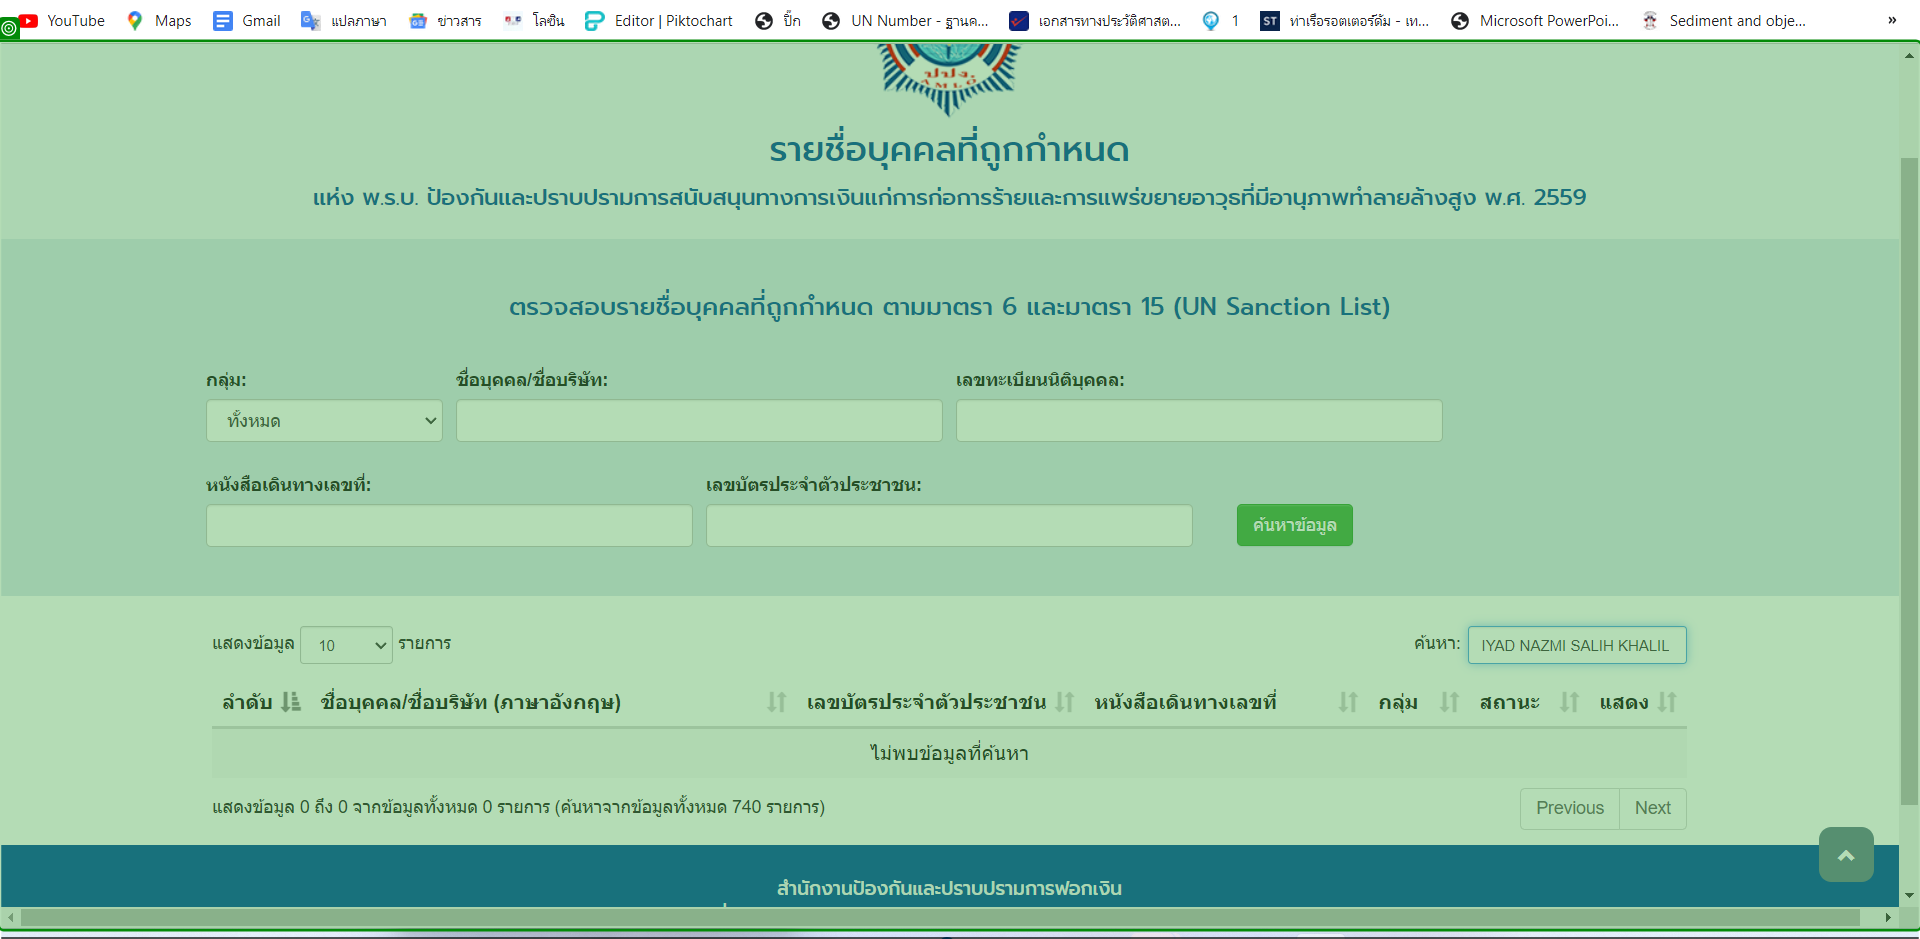 YouTube Maps Gmail แปลภาษา ข่าวสาร โลซิน Editor | Piktochart ปิ๊ก UN Number - ฐานค... เอกสารทางประวัติศาสต... 1 ST ท่าเรือรอตเตอร์ดัม - เท... Microsoft PowerPoi... Sediment and obje... »
ปปง.
AMLO
รายชื่อบุคคลที่ถูกกำหนด
แห่ง พ.ร.บ. ป้องกันและปราบปรามการสนับสนุนทางการเงินแก่การก่อการร้ายและการแพร่ขยายอาวุธที่มีอานุภาพทำลายล้างสูง พ.ศ. 2559
ตรวจสอบรายชื่อบุคคลที่ถูกกำหนด ตามมาตรา 6 และมาตรา 15 (UN Sanction List)
กลุ่ม: ชื่อบุคคล/ชื่อบริษัท: เลขทะเบียนนิติบุคคล:
ทั้งหมด
หนังสือเดินทางเลขที่: เลขบัตรประจำตัวประชาชน:
ค้นหาข้อมูล
แสดงข้อมูล 10 รายการ ค้นหา: IYAD NAZMI SALIH KHALIL
ลำดับ ชื่อบุคคล/ชื่อบริษัท (ภาษาอังกฤษ) เลขบัตรประจำตัวประชาชน หนังสือเดินทางเลขที่ กลุ่ม สถานะ แสดง
ไม่พบข้อมูลที่ค้นหา
แสดงข้อมูล 0 ถึง 0 จากข้อมูลทั้งหมด 0 รายการ (ค้นหาจากข้อมูลทั้งหมด 740 รายการ) Previous Next
สำนักงานป้องกันและปราบปรามการฟอกเงิน